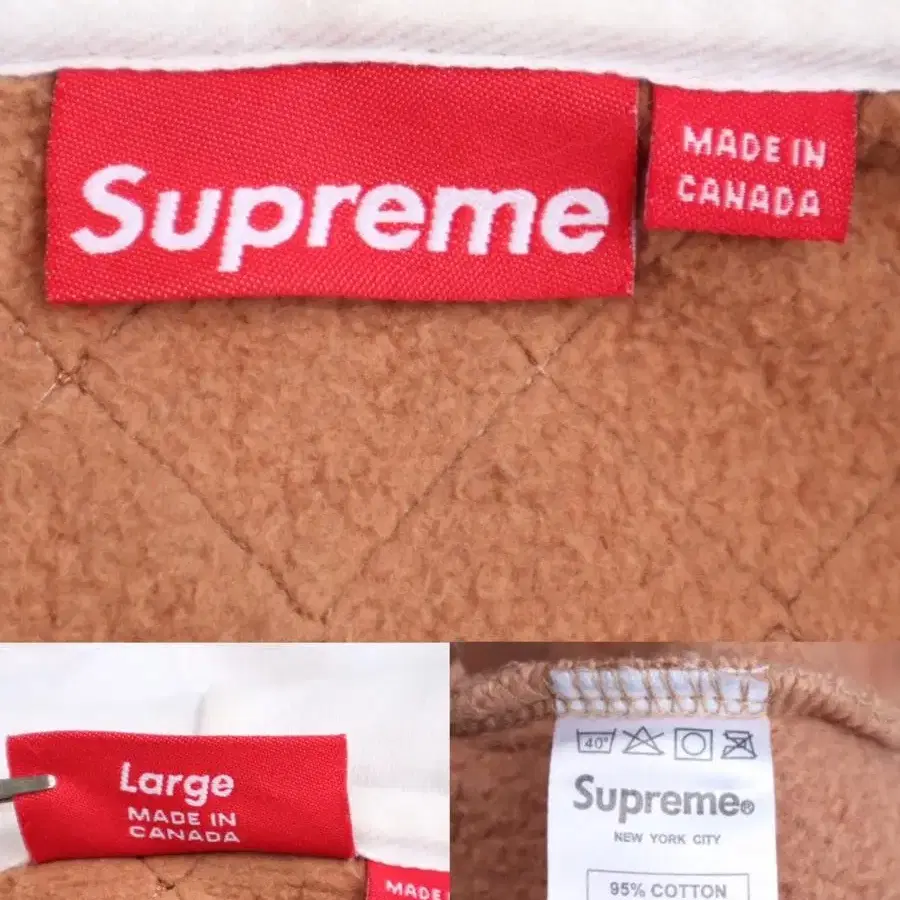 Supreme
MADE IN
CANADA
Large
MADE IN
CANADA
MADE
40°
Supreme®
NEW YORK CITY
95% COTTON